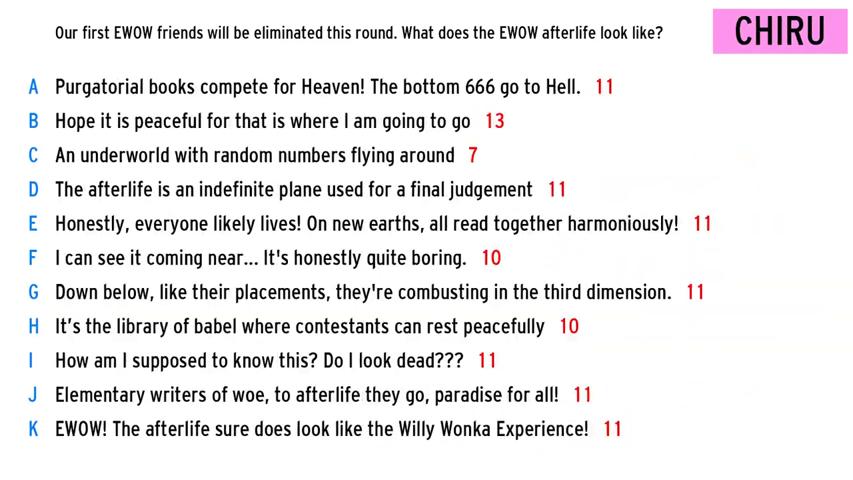 Our first EWOW friends will be eliminated this round. What does the EWOW afterlife look like?
CHIRU
A Purgatorial books compete for Heaven! The bottom 666 go to Hell. 11
B Hope it is peaceful for that is where I am going to go 13
C An underworld with random numbers flying around 7
D The afterlife is an indefinite plane used for a final judgement 11
E Honestly, everyone likely lives! On new earths, all read together harmoniously! 11
F I can see it coming near... It's honestly quite boring. 10
G Down below, like their placements, they're combusting in the third dimension. 11
H It’s the library of babel where contestants can rest peacefully 10
I How am I supposed to know this? Do I look dead??? 11
J Elementary writers of woe, to afterlife they go, paradise for all! 11
K EWOW! The afterlife sure does look like the Willy Wonka Experience! 11